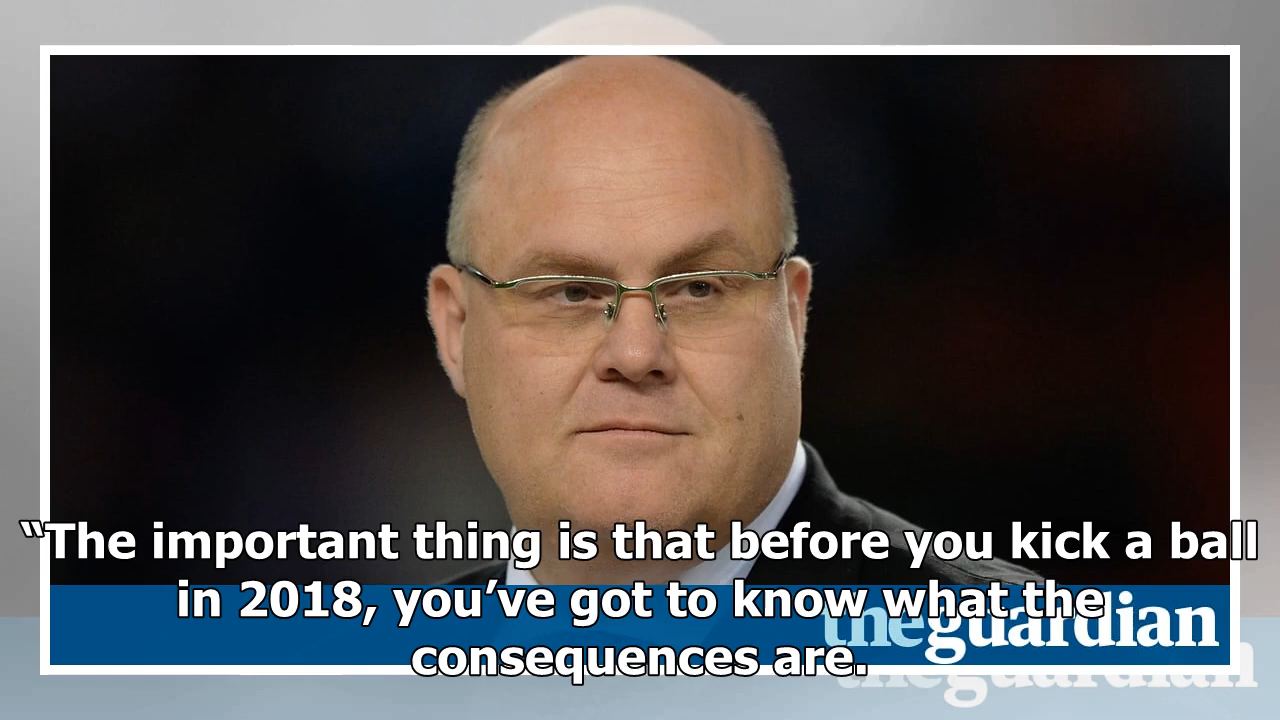 “The important thing is that before you kick a ball
in 2018, you’ve got to know what the
consequences are.
theguardian
theguardian